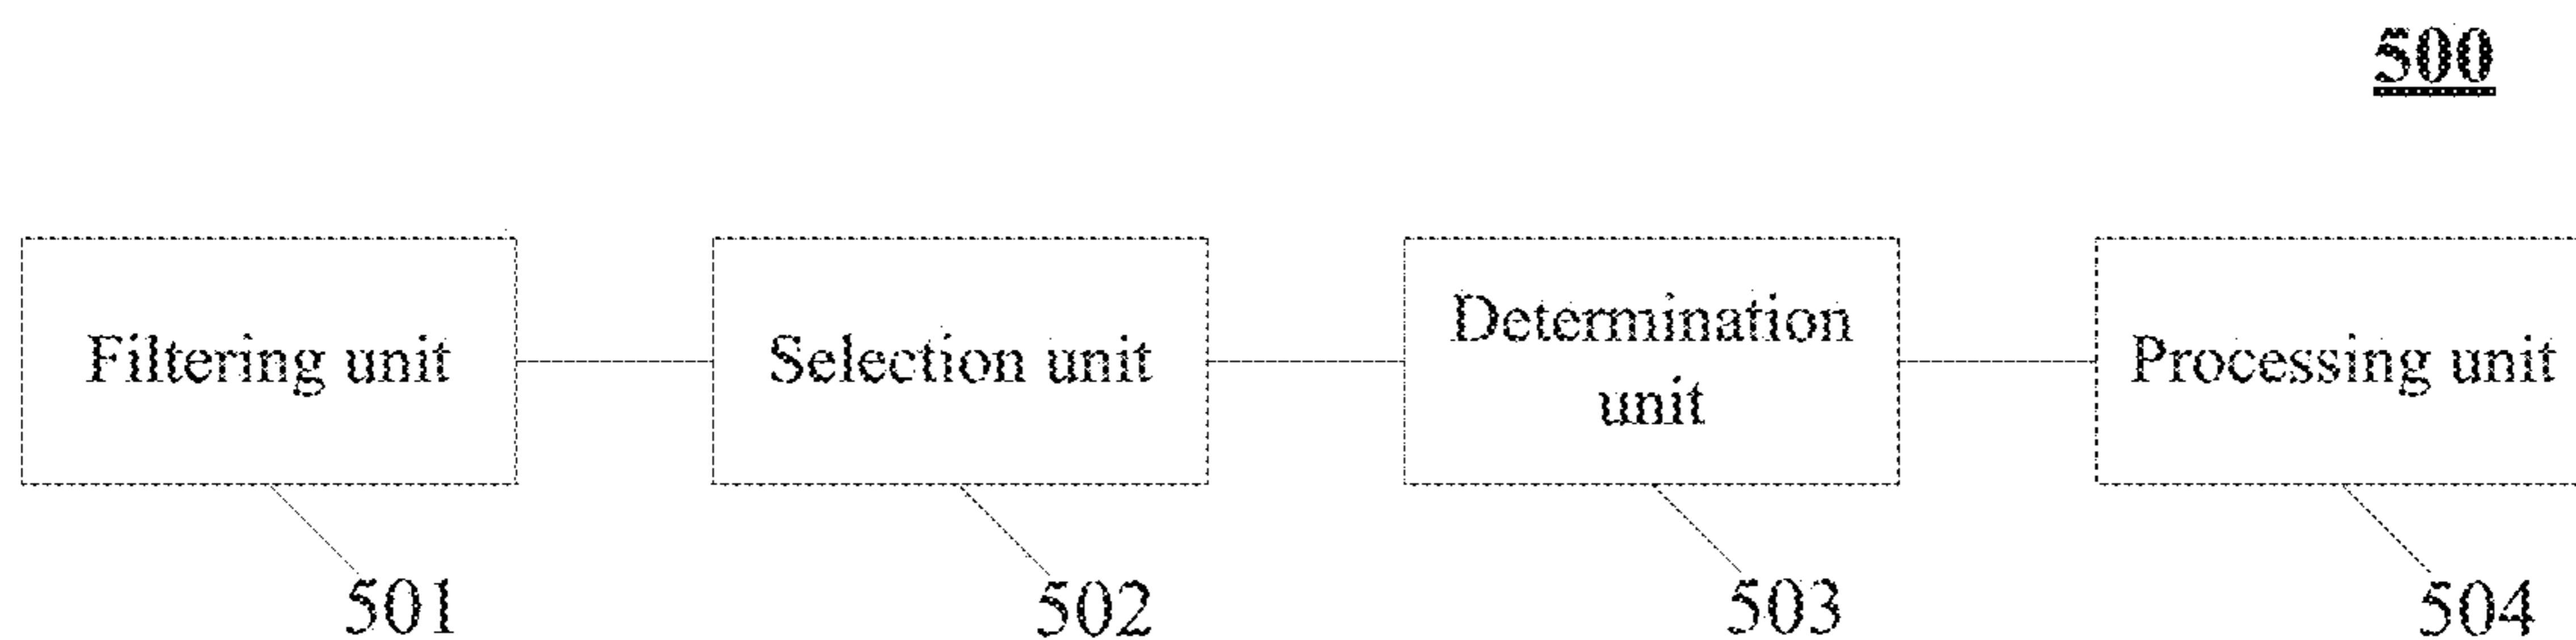 500
Filtering unit
Selection unit
Determination
unit
Processing unit
501
502
503
504